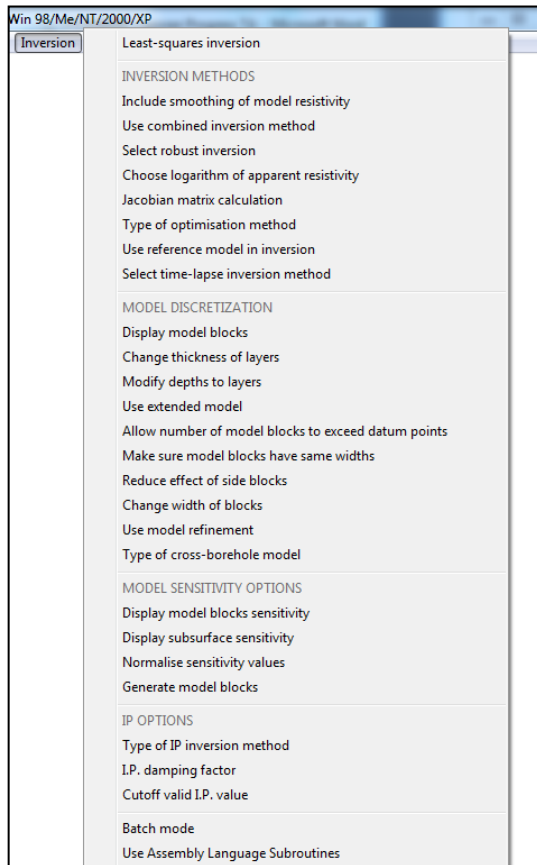 Win 98/Me/NT/2000/XP
Inversion
Least-squares inversion
INVERSION METHODS
Include smoothing of model resistivity
Use combined inversion method
Select robust inversion
Choose logarithm of apparent resistivity
Jacobian matrix calculation
Type of optimisation method
Use reference model in inversion
Select time-lapse inversion method
MODEL DISCRETIZATION
Display model blocks
Change thickness of layers
Modify depths to layers
Use extended model
Allow number of model blocks to exceed datum points
Make sure model blocks have same widths
Reduce effect of side blocks
Change width of blocks
Use model refinement
Type of cross-borehole model
MODEL SENSITIVITY OPTIONS
Display model blocks sensitivity
Display subsurface sensitivity
Normalise sensitivity values
Generate model blocks
IP OPTIONS
Type of IP inversion method
I.P. damping factor
Cutoff valid I.P. value
Batch mode
Use Assembly Language Subroutines